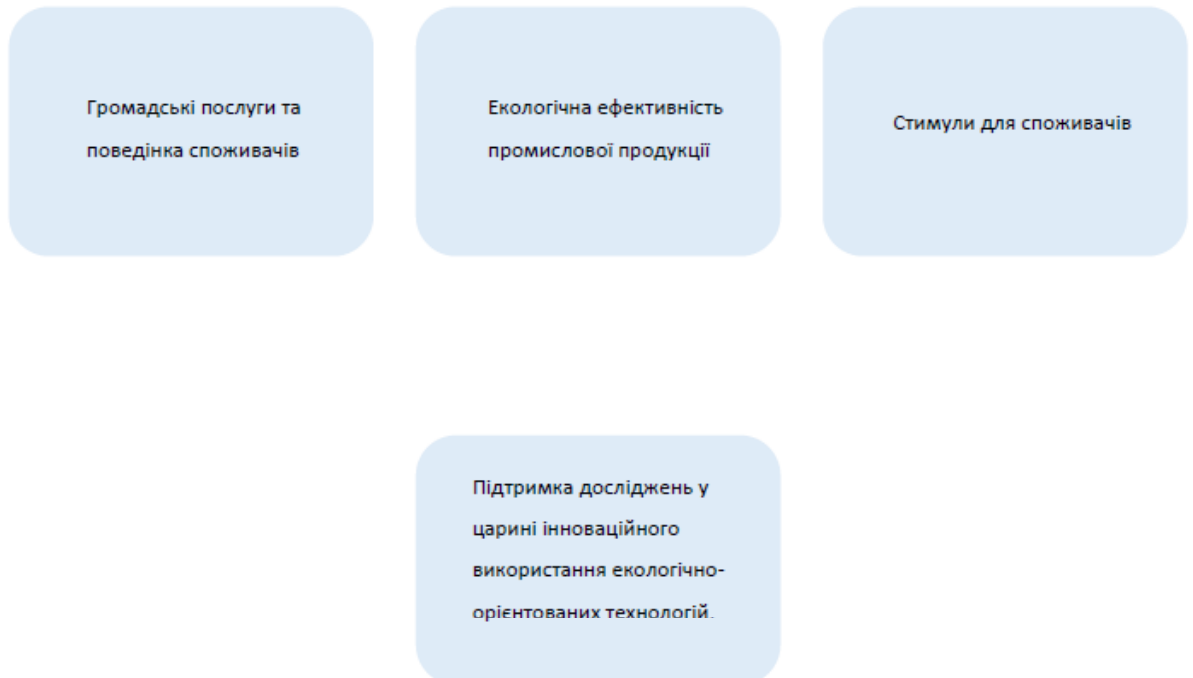 Громадські послуги та
поведінка споживачів
Екологічна ефективність
промислової продукції
Стимули для споживачів
Підтримка досліджень у
царині інноваційного
використання екологічно-
орієнтованих технологій.